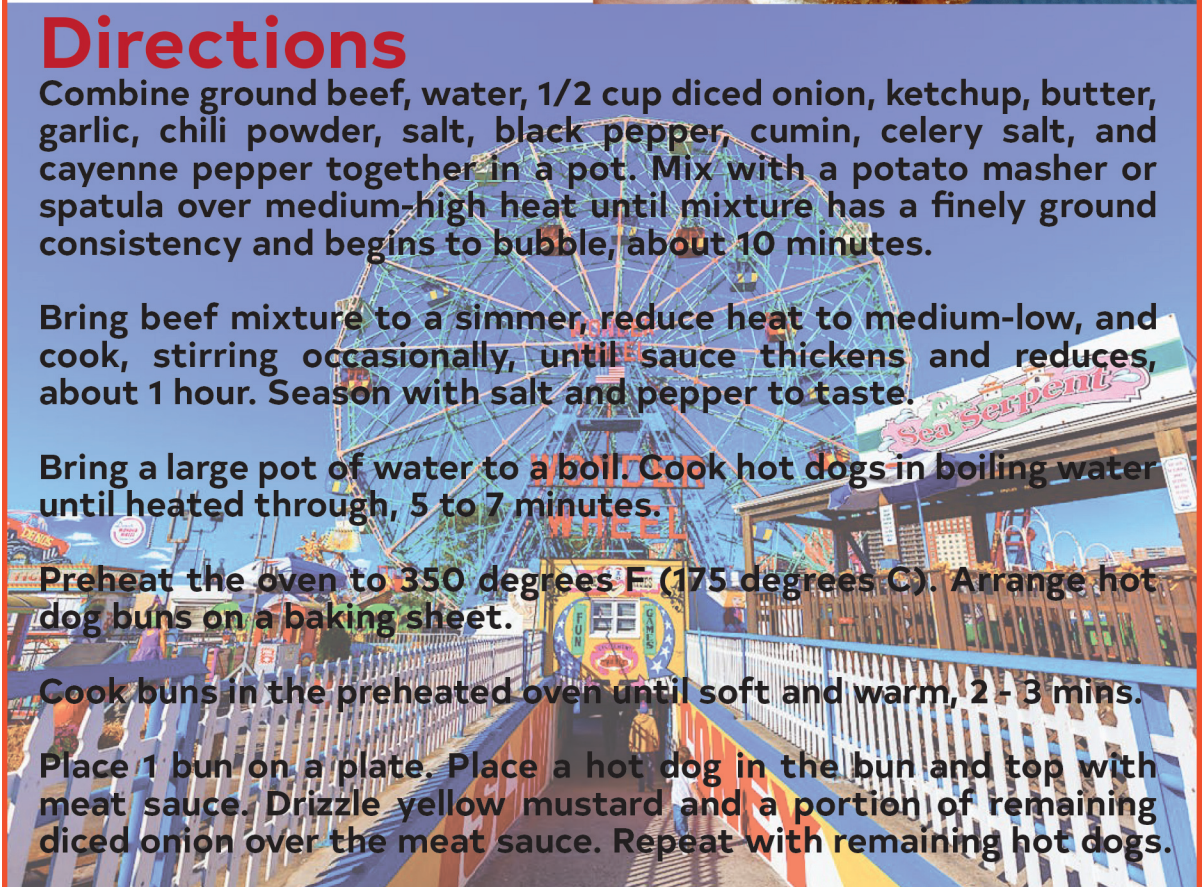 Directions
Combine ground beef, water, 1/2 cup diced onion, ketchup, butter,
garlic, chili powder, salt, black pepper, cumin, celery salt, and
cayenne pepper together in a pot. Mix with a potato masher or
spatula over medium-high heat until mixture has a finely ground
consistency and begins to bubble, about 10 minutes.
Bring beef mixture to a simmer, reduce heat to medium-low, and
cook, stirring occasionally, until sauce thickens and reduces,
about 1 hour. Season with salt and pepper to taste.
Sea Serpent
Bring a large pot of water to a boil. Cook hot dogs in boiling water
until heated through, 5 to 7 minutes.
WONDER
WHEEL
DENO'S
Preheat the oven to 350 degrees F (175 degrees C). Arrange hot
dog buns on a baking sheet.
FUN
GAMES
Cook buns in the preheated oven until soft and warm, 2 - 3 mins.
Place 1 bun on a plate. Place a hot dog in the bun and top with
meat sauce. Drizzle yellow mustard and a portion of remaining
diced onion over the meat sauce. Repeat with remaining hot dogs.